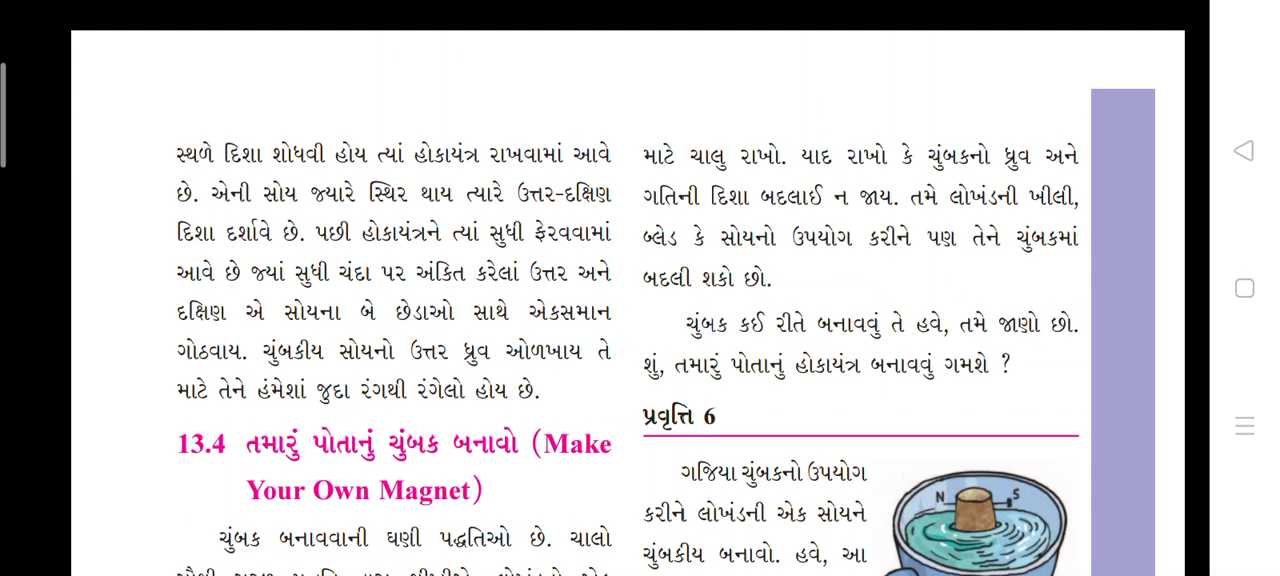 સ્થળે દિશા શોધવી હોય ત્યાં હોકાયંત્ર રાખવામાં આવે
છે. એની સોય જ્યારે સ્થિર થાય ત્યારે ઉત્તર-દક્ષિણ
દિશા દર્શાવે છે. પછી હોકાયંત્રને ત્યાં સુધી ફેરવવામાં
આવે છે જ્યાં સુધી ચંદા પર અંકિત કરેલાં ઉત્તર અને
દક્ષિણ એ સોયના બે છેડાઓ સાથે એકસમાન
ગોઠવાય. ચુંબકીય સોયનો ઉત્તર ધ્રુવ ઓળખાય તે
માટે તેને હંમેશાં જુદા રંગથી રંગેલો હોય છે.
13.4 તમારું પોતાનું ચુંબક બનાવો (Make
Your Own Magnet)
ચુંબક બનાવવાની ઘણી પદ્ધતિઓ છે. ચાલો
માટે ચાલુ રાખો. યાદ રાખો કે ચુંબકનો ધ્રુવ અને
ગતિની દિશા બદલાઈ ન જાય. તમે લોખંડની ખીલી,
બ્લેડ કે સોયનો ઉપયોગ કરીને પણ તેને ચુંબકમાં
બદલી શકો છો.
ચુંબક કઈ રીતે બનાવવું તે હવે, તમે જાણો છો.
શું, તમારું પોતાનું હોકાયંત્ર બનાવવું ગમશે ?
પ્રવૃત્તિ 6
ગજિયા ચુંબકનો ઉપયોગ
કરીને લોખંડની એક સોયને
ચુંબકીય બનાવો. હવે, આ
N S